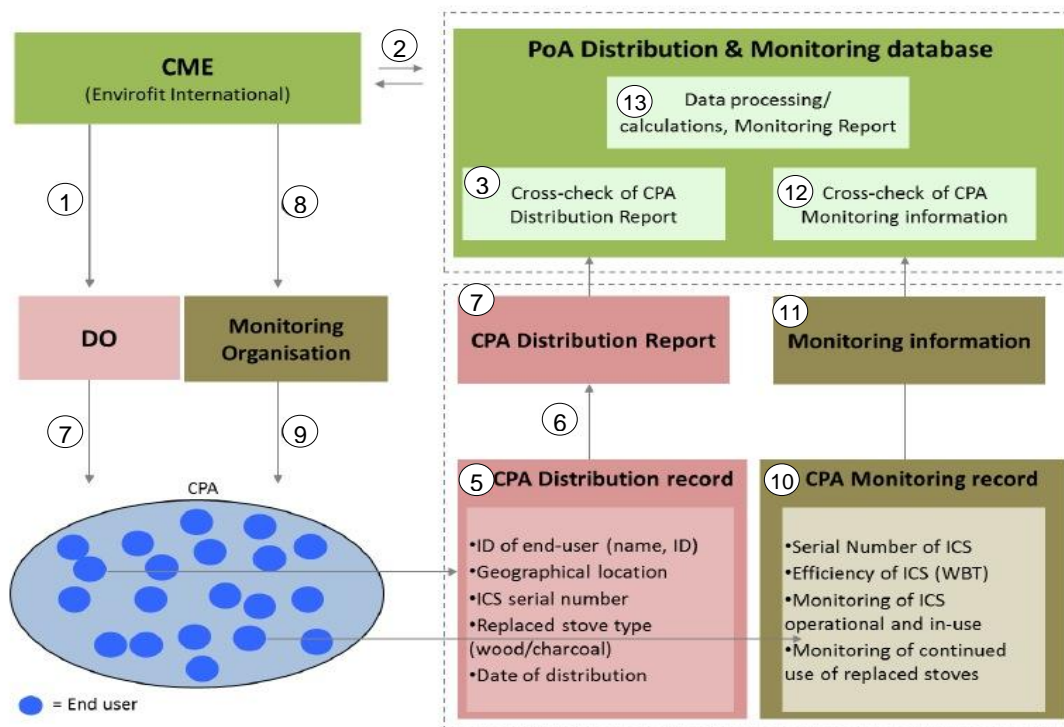 CME
(Envirofit International)
2
PoA Distribution & Monitoring database
13
Data processing/
calculations, Monitoring Report
3
Cross-check of CPA
Distribution Report
12
Cross-check of CPA
Monitoring information
1
8
DO
Monitoring
Organisation
7
CPA Distribution Report
11
Monitoring information
7
9
6
CPA
5
CPA Distribution record
•ID of end-user (name, ID)
•Geographical location
•ICS serial number
•Replaced stove type
(wood/charcoal)
•Date of distribution
10
CPA Monitoring record
•Serial Number of ICS
•Efficiency of ICS (WBT)
•Monitoring of ICS
operational and in-use
•Monitoring of continued
use of replaced stoves
= End user